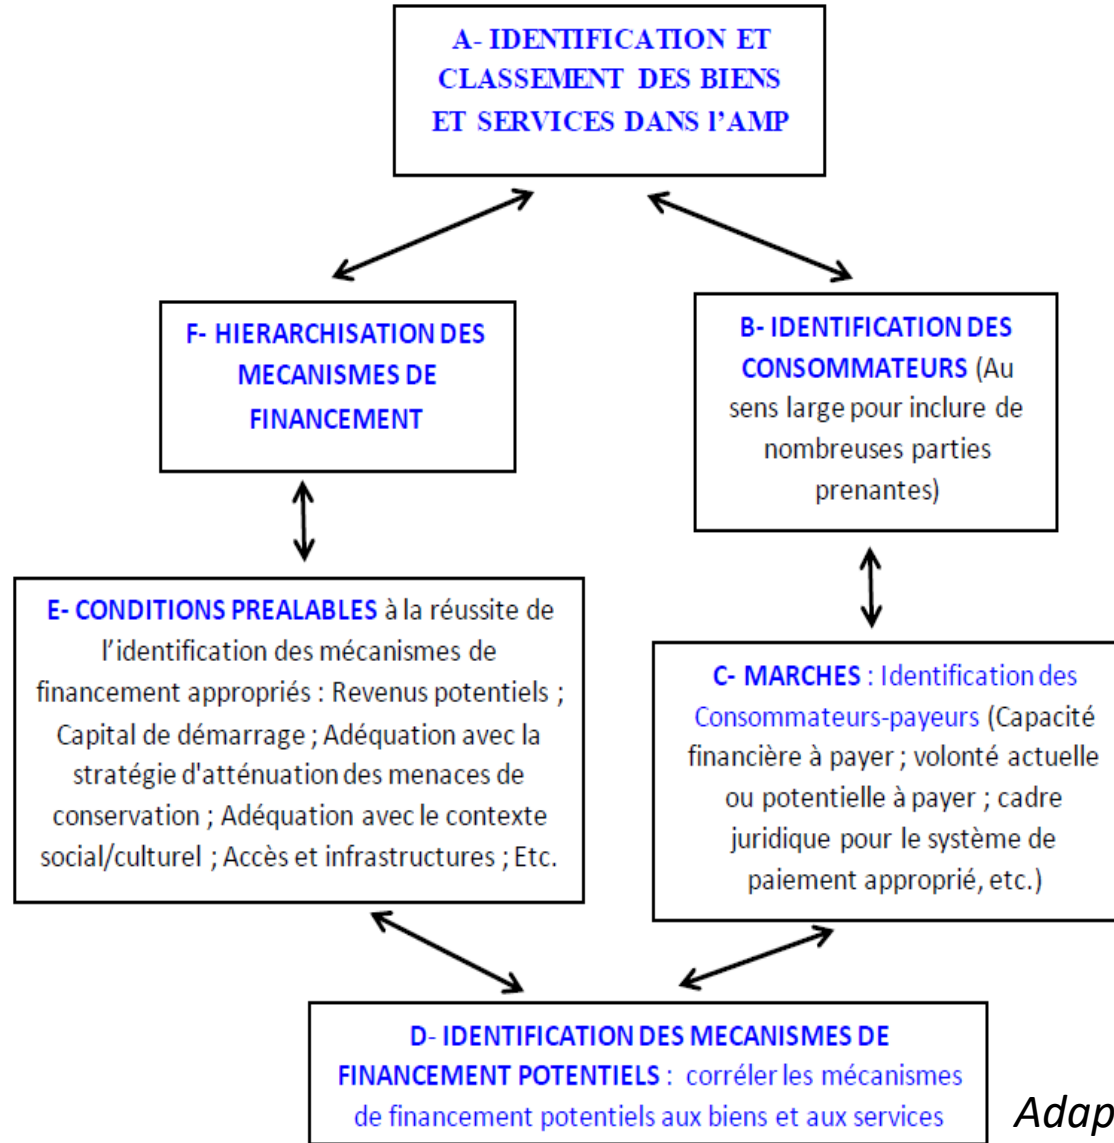 A- IDENTIFICATION ET
CLASSEMENT DES BIENS
ET SERVICES DANS l’AMP
F- HIERARCHISATION DES
MECANISMES DE
FINANCEMENT
B- IDENTIFICATION DES
CONSOMMATEURS (Au
sens large pour inclure de
nombreuses parties
prenantes)
E- CONDITIONS PREALABLES à la réussite de
l’identification des mécanismes de
financement appropriés : Revenus potentiels ;
Capital de démarrage ; Adéquation avec la
stratégie d'atténuation des menaces de
conservation ; Adéquation avec le contexte
social/culturel ; Accès et infrastructures ; Etc.
C- MARCHES : Identification des
Consommateurs-payeurs (Capacité
financière à payer ; volonté actuelle
ou potentielle à payer ; cadre
juridique pour le système de
paiement approprié, etc.)
D- IDENTIFICATION DES MECANISMES DE
FINANCEMENT POTENTIELS : corréler les mécanismes
de financement potentiels aux biens et aux services
Adap